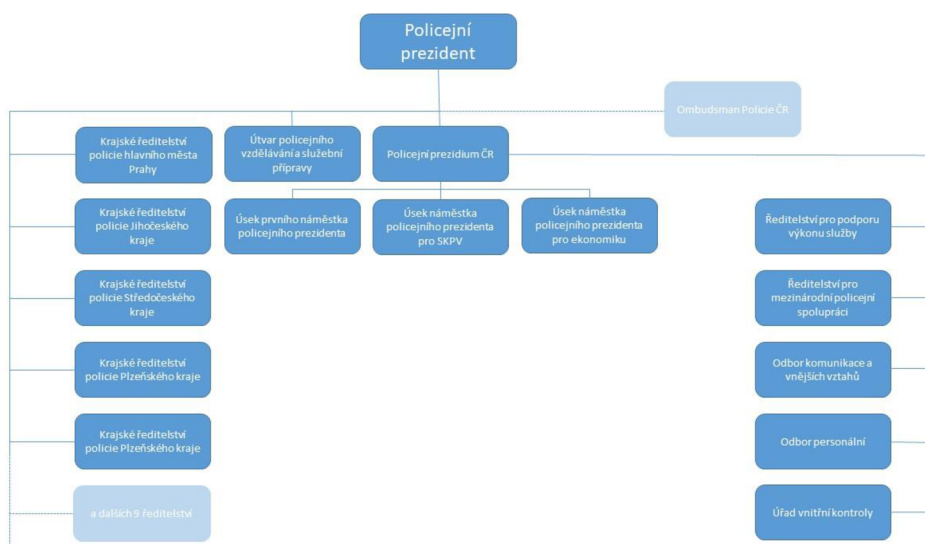 Policejní
prezident
Ombudsman Policie ČR
Krajské ředitelství
policie hlavního města
Prahy
Útvar policejního
vzdělávání a služební
přípravy
Policejní prezidium ČR
Krajské ředitelství
policie Jihočeského
kraje
Úsek prvního náměstka
policejního prezidenta
Úsek náměstka
policejního prezidenta
pro SKPV
Úsek náměstka
policejního prezidenta
pro ekonomiku
Ředitelství pro podporu
výkonu služby
Krajské ředitelství
policie Středočeského
kraje
Ředitelství pro
mezinárodní policejní
spolupráci
Krajské ředitelství
policie Plzeňského kraje
Odbor komunikace a
vnějších vztahů
Krajské ředitelství
policie Plzeňského kraje
Odbor personální
a dalších 9 ředitelství
Úřad vnitřní kontroly